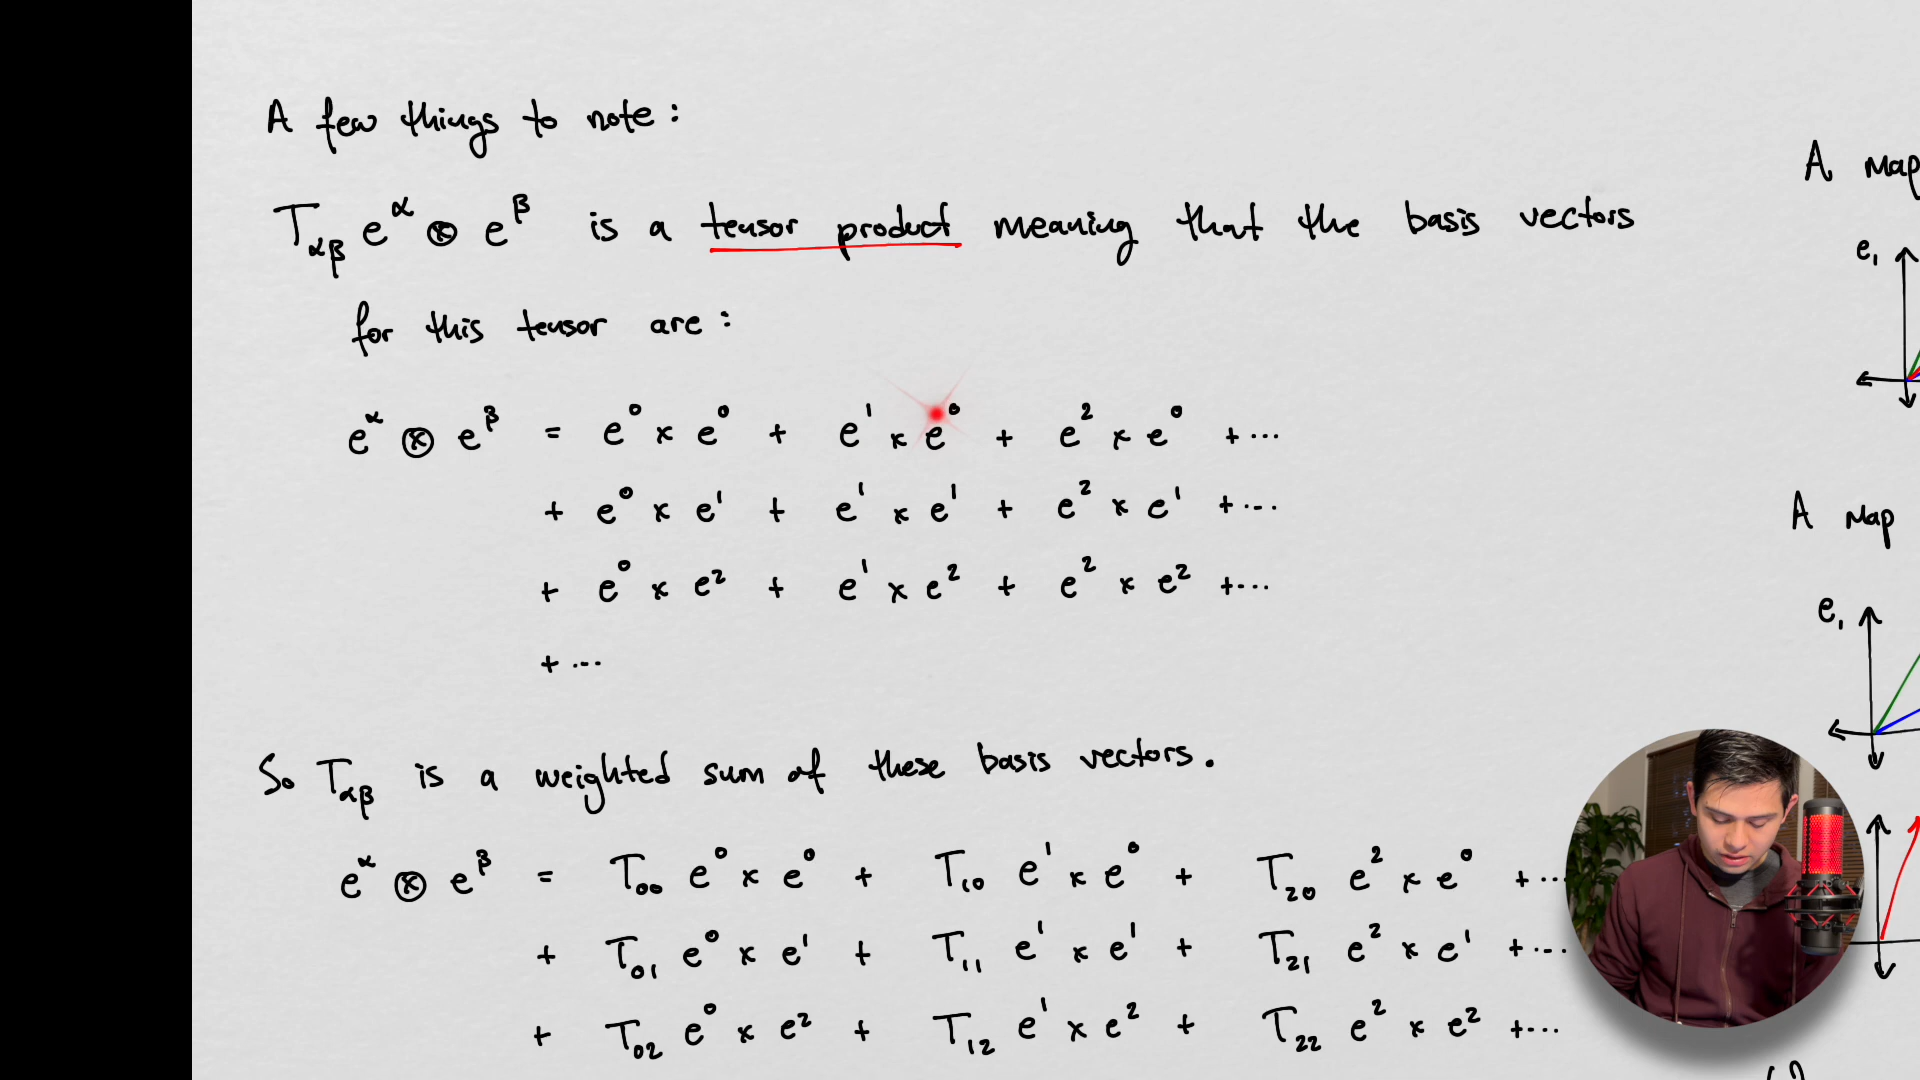 A few things to note:
T_αβ e^α ⊗ e^β is a tensor product meaning that the basis vectors
for this tensor are:
e^α ⊗ e^β = e^0 × e^0 + e^1 × e^0 + e^2 × e^0 + ...
+ e^0 × e^1 + e^1 × e^1 + e^2 × e^1 + ...
+ e^0 × e^2 + e^1 × e^2 + e^2 × e^2 + ...
+ ...
So T_αβ is a weighted sum of these basis vectors.
e^α ⊗ e^β = T_00 e^0 × e^0 + T_10 e^1 × e^0 + T_20 e^2 × e^0 + ...
+ T_01 e^0 × e^1 + T_11 e^1 × e^1 + T_21 e^2 × e^1 + ...
+ T_02 e^0 × e^2 + T_12 e^1 × e^2 + T_22 e^2 × e^2 + ...
A map
e_1
A map
e_1